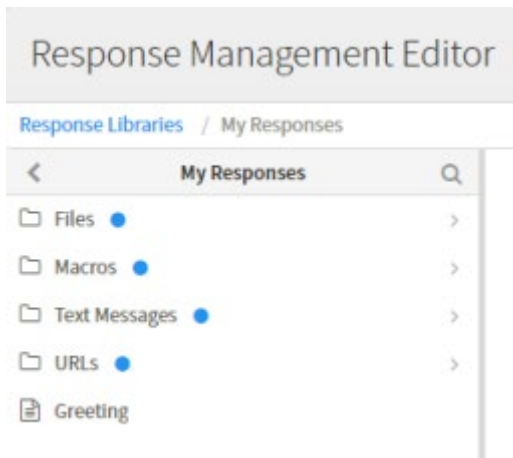 Response Management Editor
Response Libraries / My Responses
My Responses
Files
Macros
Text Messages
URLs
Greeting